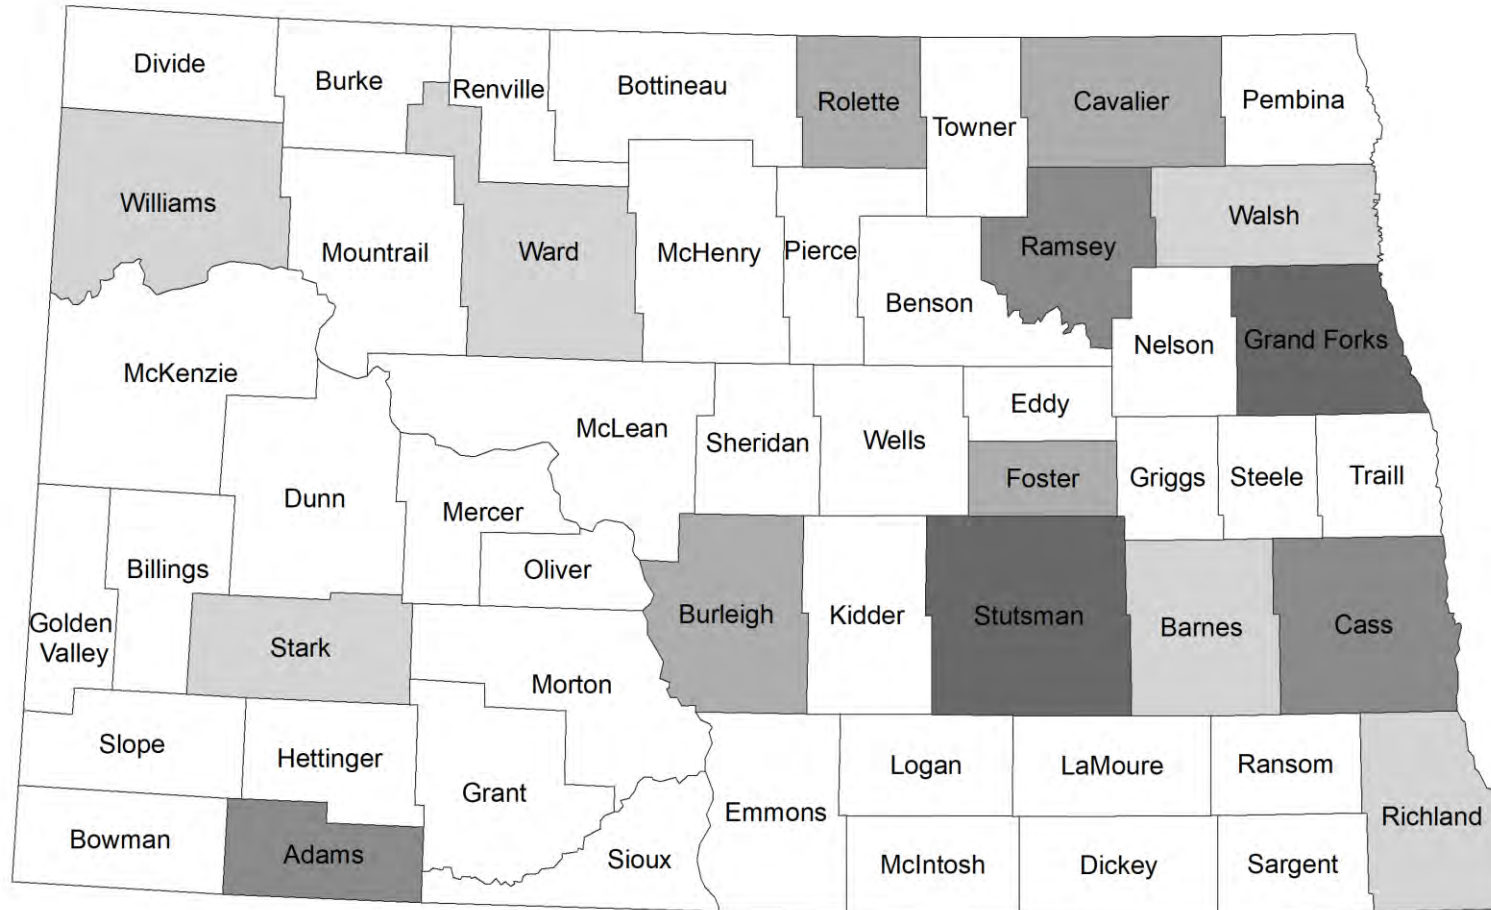 Divide
Burke
Renville
Bottineau
Rolette
Towner
Cavalier
Pembina
Williams
Mountrail
Ward
McHenry
Pierce
Benson
Ramsey
Walsh
Nelson
Grand Forks
McKenzie
Dunn
McLean
Sheridan
Wells
Eddy
Foster
Griggs
Steele
Traill
Mercer
Oliver
Billings
Golden
Valley
Stark
Morton
Burleigh
Kidder
Stutsman
Barnes
Cass
Slope
Hettinger
Grant
Bowman
Adams
Sioux
Emmons
Logan
LaMoure
Ransom
Richland
McIntosh
Dickey
Sargent